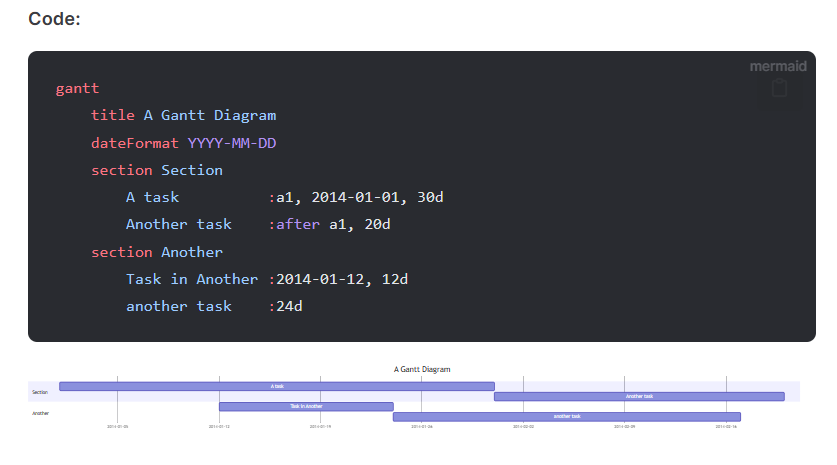 Code:
mermaid
gantt
title A Gantt Diagram
dateFormat YYYY-MM-DD
section Section
A task :a1, 2014-01-01, 30d
Another task :after a1, 20d
section Another
Task in Another :2014-01-12, 12d
another task :24d
A Gantt Diagram
A task
Section
Another task
Task in Another
Another
another task
2014-01-05 2014-01-12 2014-01-19 2014-01-26 2014-02-02 2014-02-09 2014-02-16